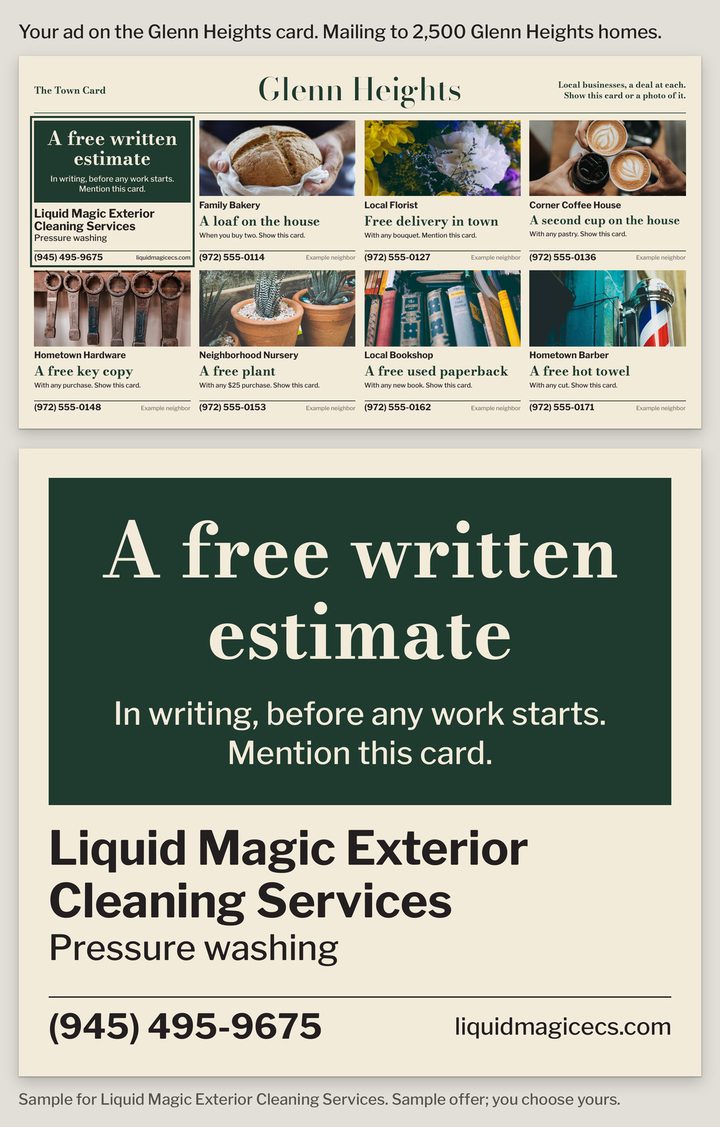 Your ad on the Glenn Heights card. Mailing to 2,500 Glenn Heights homes.
The Town Card
Glenn Heights
Local businesses, a deal at each.
Show this card or a photo of it.
A free written
estimate
In writing, before any work starts.
Mention this card.
Liquid Magic Exterior
Cleaning Services
Pressure washing
(945) 495-9675
liquidmagicecs.com
Family Bakery
A loaf on the house
When you buy two. Show this card.
(972) 555-0114
Example neighbor
Local Florist
Free delivery in town
With any bouquet. Mention this card.
(972) 555-0127
Example neighbor
Corner Coffee House
A second cup on the house
With any pastry. Show this card.
(972) 555-0136
Example neighbor
Hometown Hardware
A free key copy
With any purchase. Show this card.
(972) 555-0148
Example neighbor
Neighborhood Nursery
A free plant
With any $25 purchase. Show this card.
(972) 555-0153
Example neighbor
Local Bookshop
A free used paperback
With any new book. Show this card.
(972) 555-0162
Example neighbor
Hometown Barber
A free hot towel
With any cut. Show this card.
(972) 555-0171
Example neighbor
A free written
estimate
In writing, before any work starts.
Mention this card.
Liquid Magic Exterior
Cleaning Services
Pressure washing
(945) 495-9675
liquidmagicecs.com
Sample for Liquid Magic Exterior Cleaning Services. Sample offer; you choose yours.